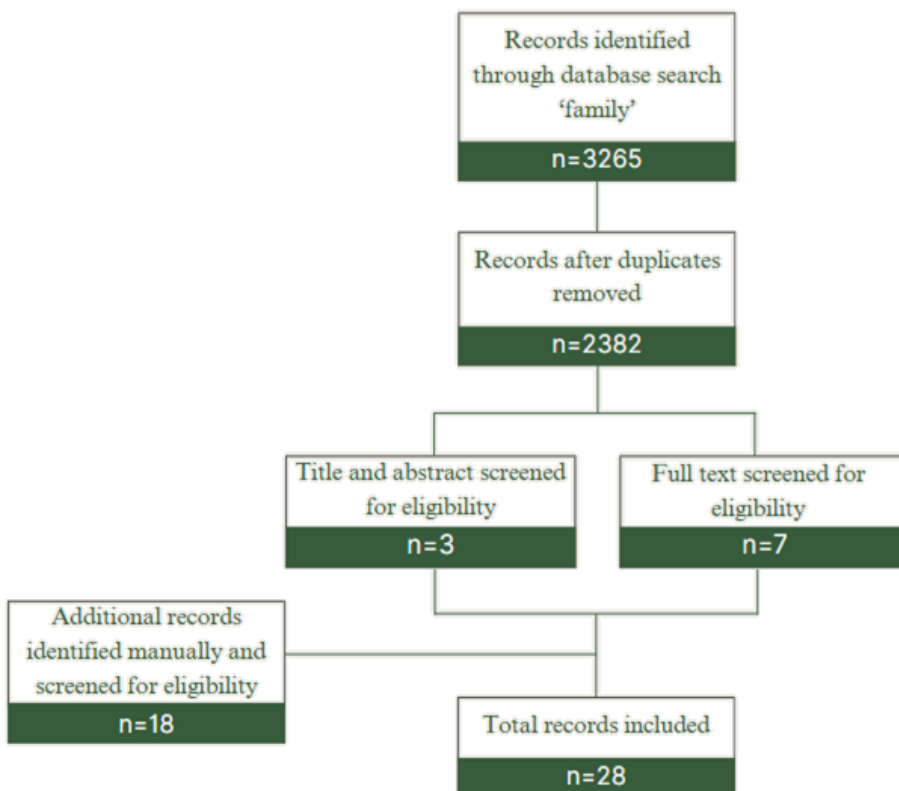 Records identified
through database search
‘family’
n=3265
Records after duplicates
removed
n=2382
Title and abstract screened
for eligibility
n=3
Full text screened for
eligibility
n=7
Additional records
identified manually and
screened for eligibility
n=18
Total records included
n=28